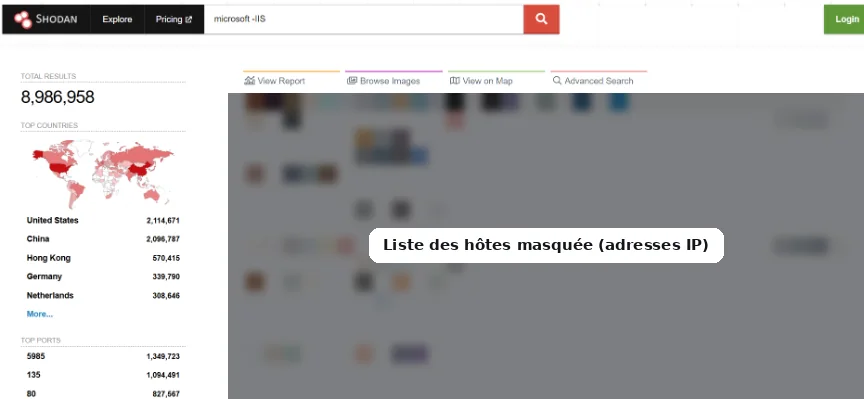 SHODAN Explore Pricing microsoft -IIS Login
View Report Browse Images View on Map Advanced Search
TOTAL RESULTS
8,986,958
TOP COUNTRIES
United States 2,114,671
China 2,096,787
Hong Kong 570,415
Germany 339,790
Netherlands 308,646
More...
TOP PORTS
5985 1,349,723
135 1,094,491
80 827,567
Liste des hôtes masquée (adresses IP)